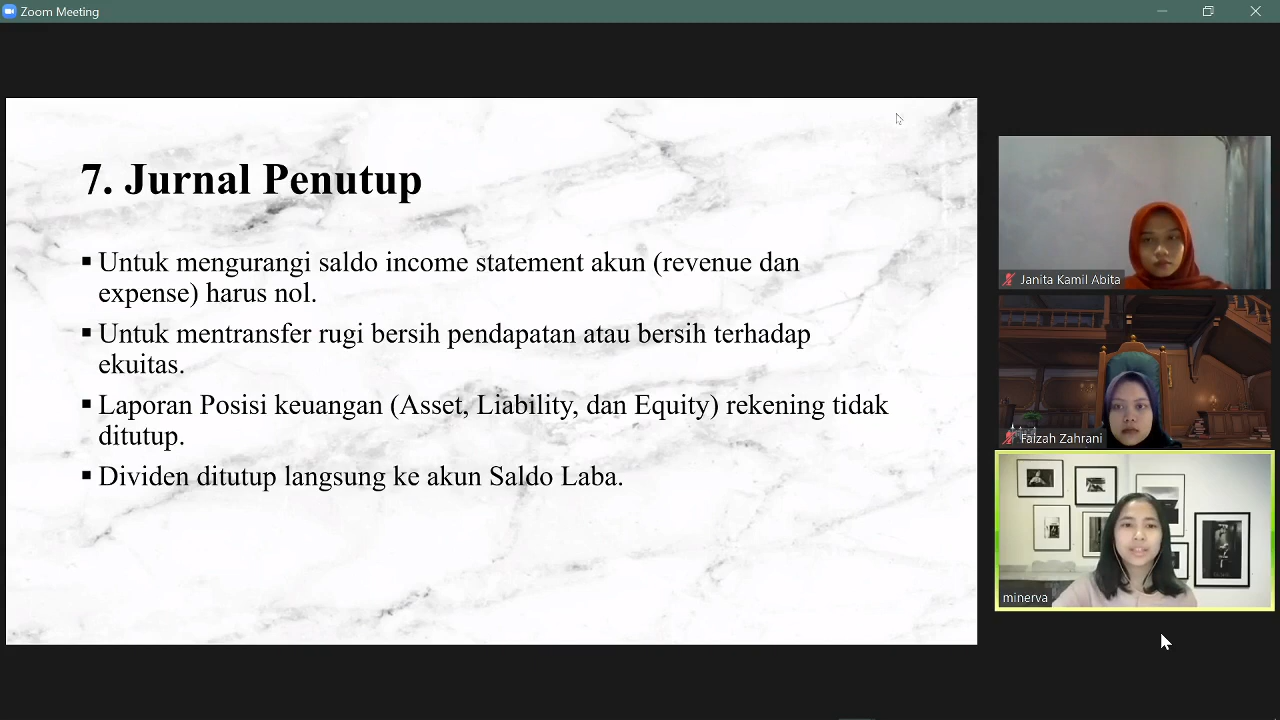 Zoom Meeting
7. Jurnal Penutup
▪ Untuk mengurangi saldo income statement akun (revenue dan
expense) harus nol.
▪ Untuk mentransfer rugi bersih pendapatan atau bersih terhadap
ekuitas.
▪ Laporan Posisi keuangan (Asset, Liability, dan Equity) rekening tidak
ditutup.
▪ Dividen ditutup langsung ke akun Saldo Laba.
Janita Kamil Abita
Faizah Zahrani
minerva